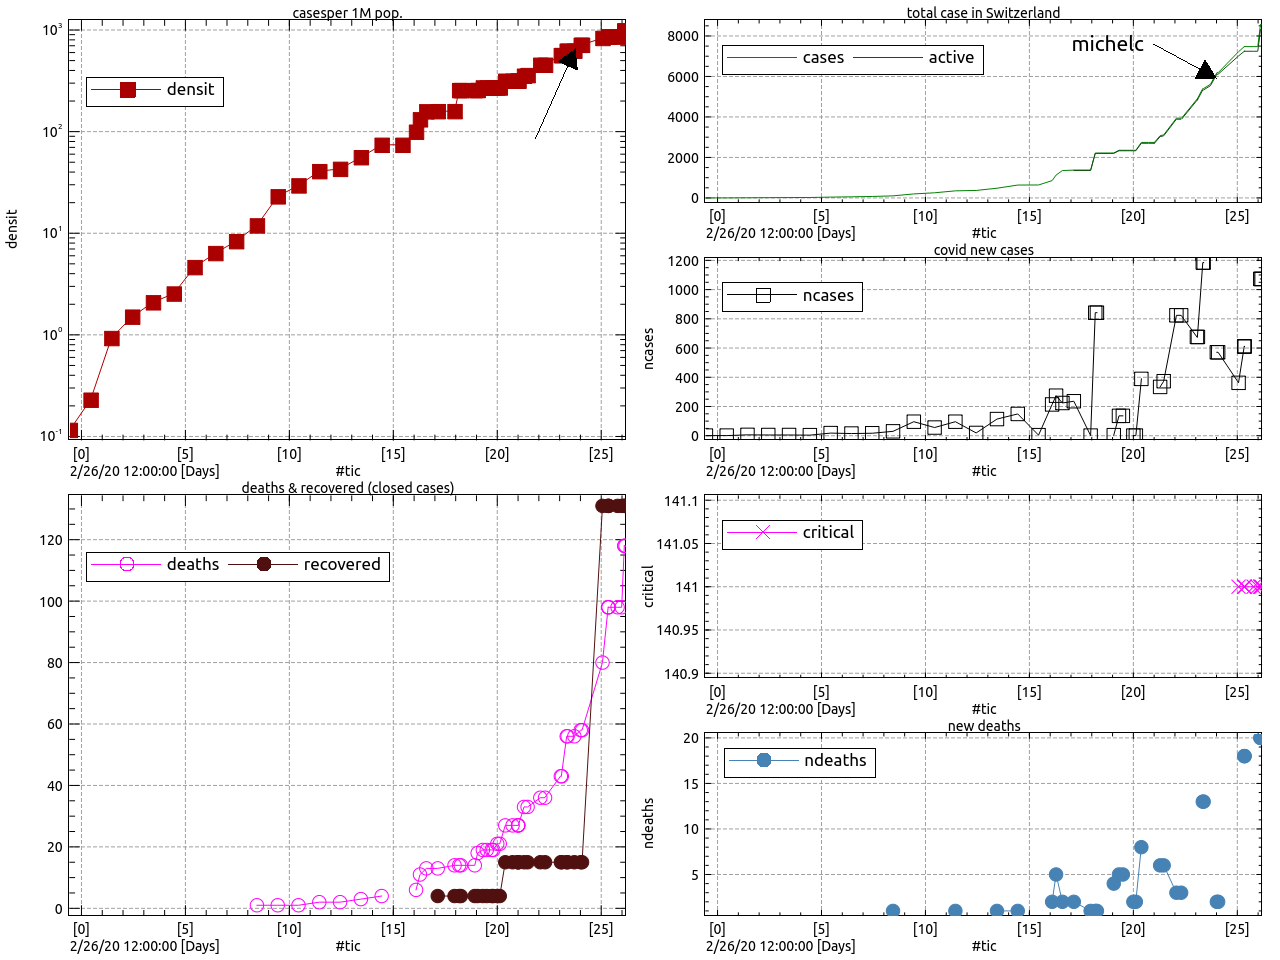 casesper 1M pop.
10³
10²
10¹
10⁰
10⁻¹
densit
densit
[0] [5] [10] [15] [20] [25]
2/26/20 12:00:00 [Days] #tic
total case in Switzerland
8000
6000
4000
2000
0
cases active
michelc
[0] [5] [10] [15] [20] [25]
2/26/20 12:00:00 [Days] #tic
covid new cases
1200
1000
800
600
400
200
0
ncases
ncases
[0] [5] [10] [15] [20] [25]
2/26/20 12:00:00 [Days] #tic
deaths & recovered (closed cases)
120
100
80
60
40
20
0
deaths recovered
[0] [5] [10] [15] [20] [25]
2/26/20 12:00:00 [Days] #tic
141.1
141.05
141
140.95
140.9
critical
critical
[0] [5] [10] [15] [20] [25]
2/26/20 12:00:00 [Days] #tic
new deaths
20
15
10
5
ndeaths
ndeaths
[0] [5] [10] [15] [20] [25]
2/26/20 12:00:00 [Days] #tic